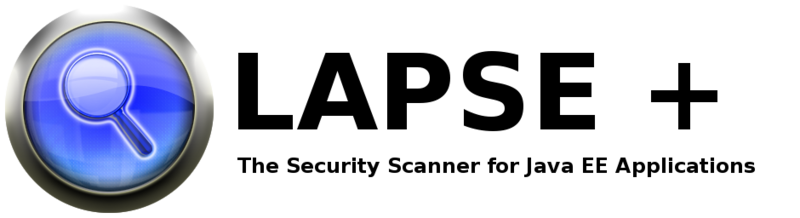 LAPSE +
The Security Scanner for Java EE Applications